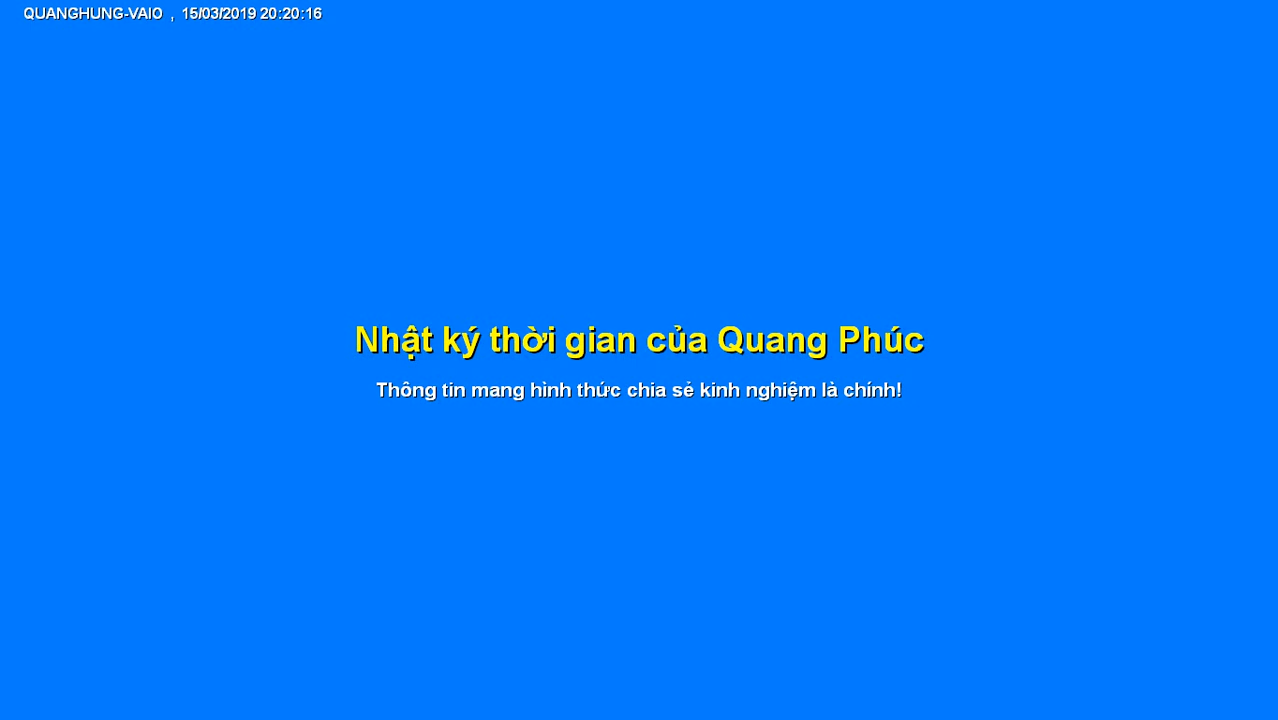 QUANGHUNG-VAIO , 15/03/2019 20:20:16
Nhật ký thời gian của Quang Phúc
Thông tin mang hình thức chia sẻ kinh nghiệm là chính!